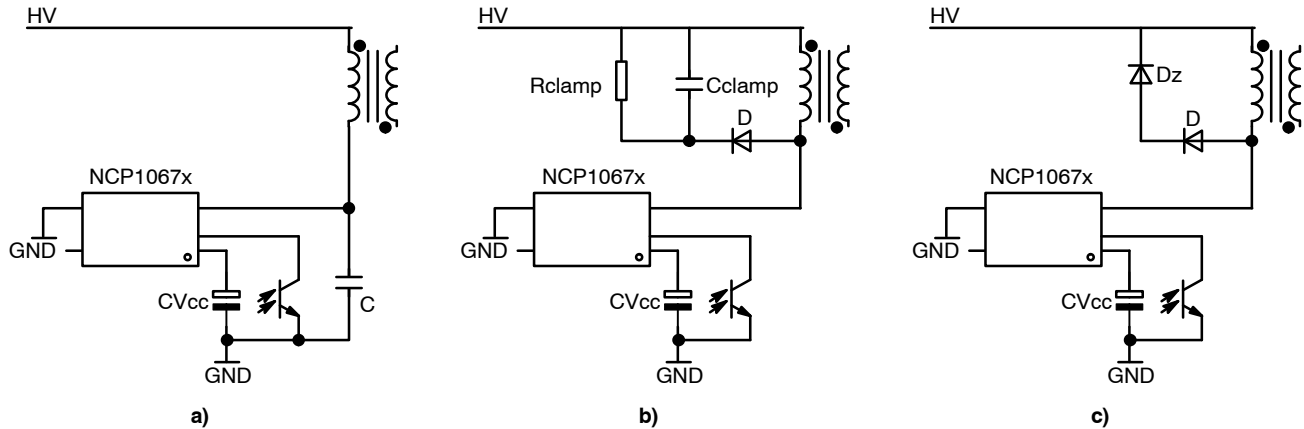 HV
NCP1067x
GND
CVcc
C
GND
a)
HV
Rclamp
Cclamp
D
NCP1067x
GND
CVcc
GND
b)
HV
Dz
D
NCP1067x
GND
CVcc
GND
c)